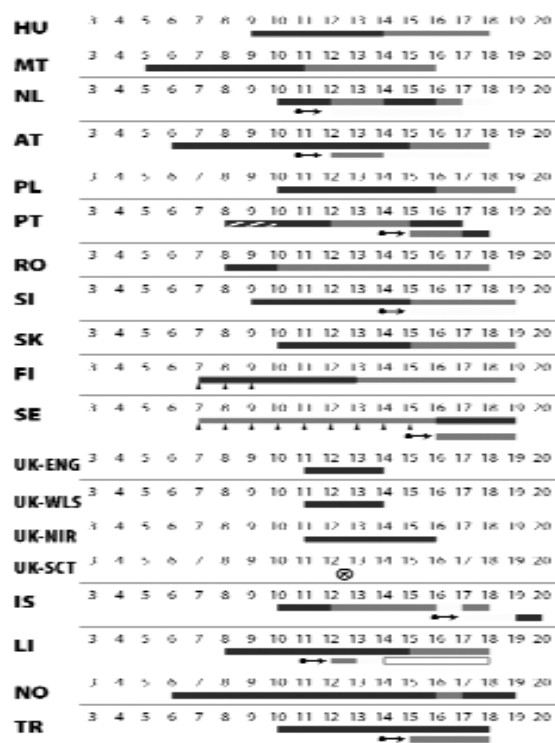 HU 3 4 5 6 7 8 9 10 11 12 13 14 15 16 17 18 19 20
MT 3 4 5 6 7 8 9 10 11 12 13 14 15 16 17 18 19 20
NL 3 4 5 6 7 8 9 10 11 12 13 14 15 16 17 18 19 20
AT 3 4 5 6 7 8 9 10 11 12 13 14 15 16 17 18 19 20
PL 3 4 5 6 7 8 9 10 11 12 13 14 15 16 17 18 19 20
PT 3 4 5 6 7 8 9 10 11 12 13 14 15 16 17 18 19 20
RO 3 4 5 6 7 8 9 10 11 12 13 14 15 16 17 18 19 20
SI 3 4 5 6 7 8 9 10 11 12 13 14 15 16 17 18 19 20
SK 3 4 5 6 7 8 9 10 11 12 13 14 15 16 17 18 19 20
FI 3 4 5 6 7 8 9 10 11 12 13 14 15 16 17 18 19 20
SE 3 4 5 6 7 8 9 10 11 12 13 14 15 16 17 18 19 20
UK-ENG 3 4 5 6 7 8 9 10 11 12 13 14 15 16 17 18 19 20
UK-WLS 3 4 5 6 7 8 9 10 11 12 13 14 15 16 17 18 19 20
UK-NIR 3 4 5 6 7 8 9 10 11 12 13 14 15 16 17 18 19 20
UK-SCT 3 4 5 6 7 8 9 10 11 12 13 14 15 16 17 18 19 20
IS 3 4 5 6 7 8 9 10 11 12 13 14 15 16 17 18 19 20
LI 3 4 5 6 7 8 9 10 11 12 13 14 15 16 17 18 19 20
NO 3 4 5 6 7 8 9 10 11 12 13 14 15 16 17 18 19 20
TR 3 4 5 6 7 8 9 10 11 12 13 14 15 16 17 18 19 20